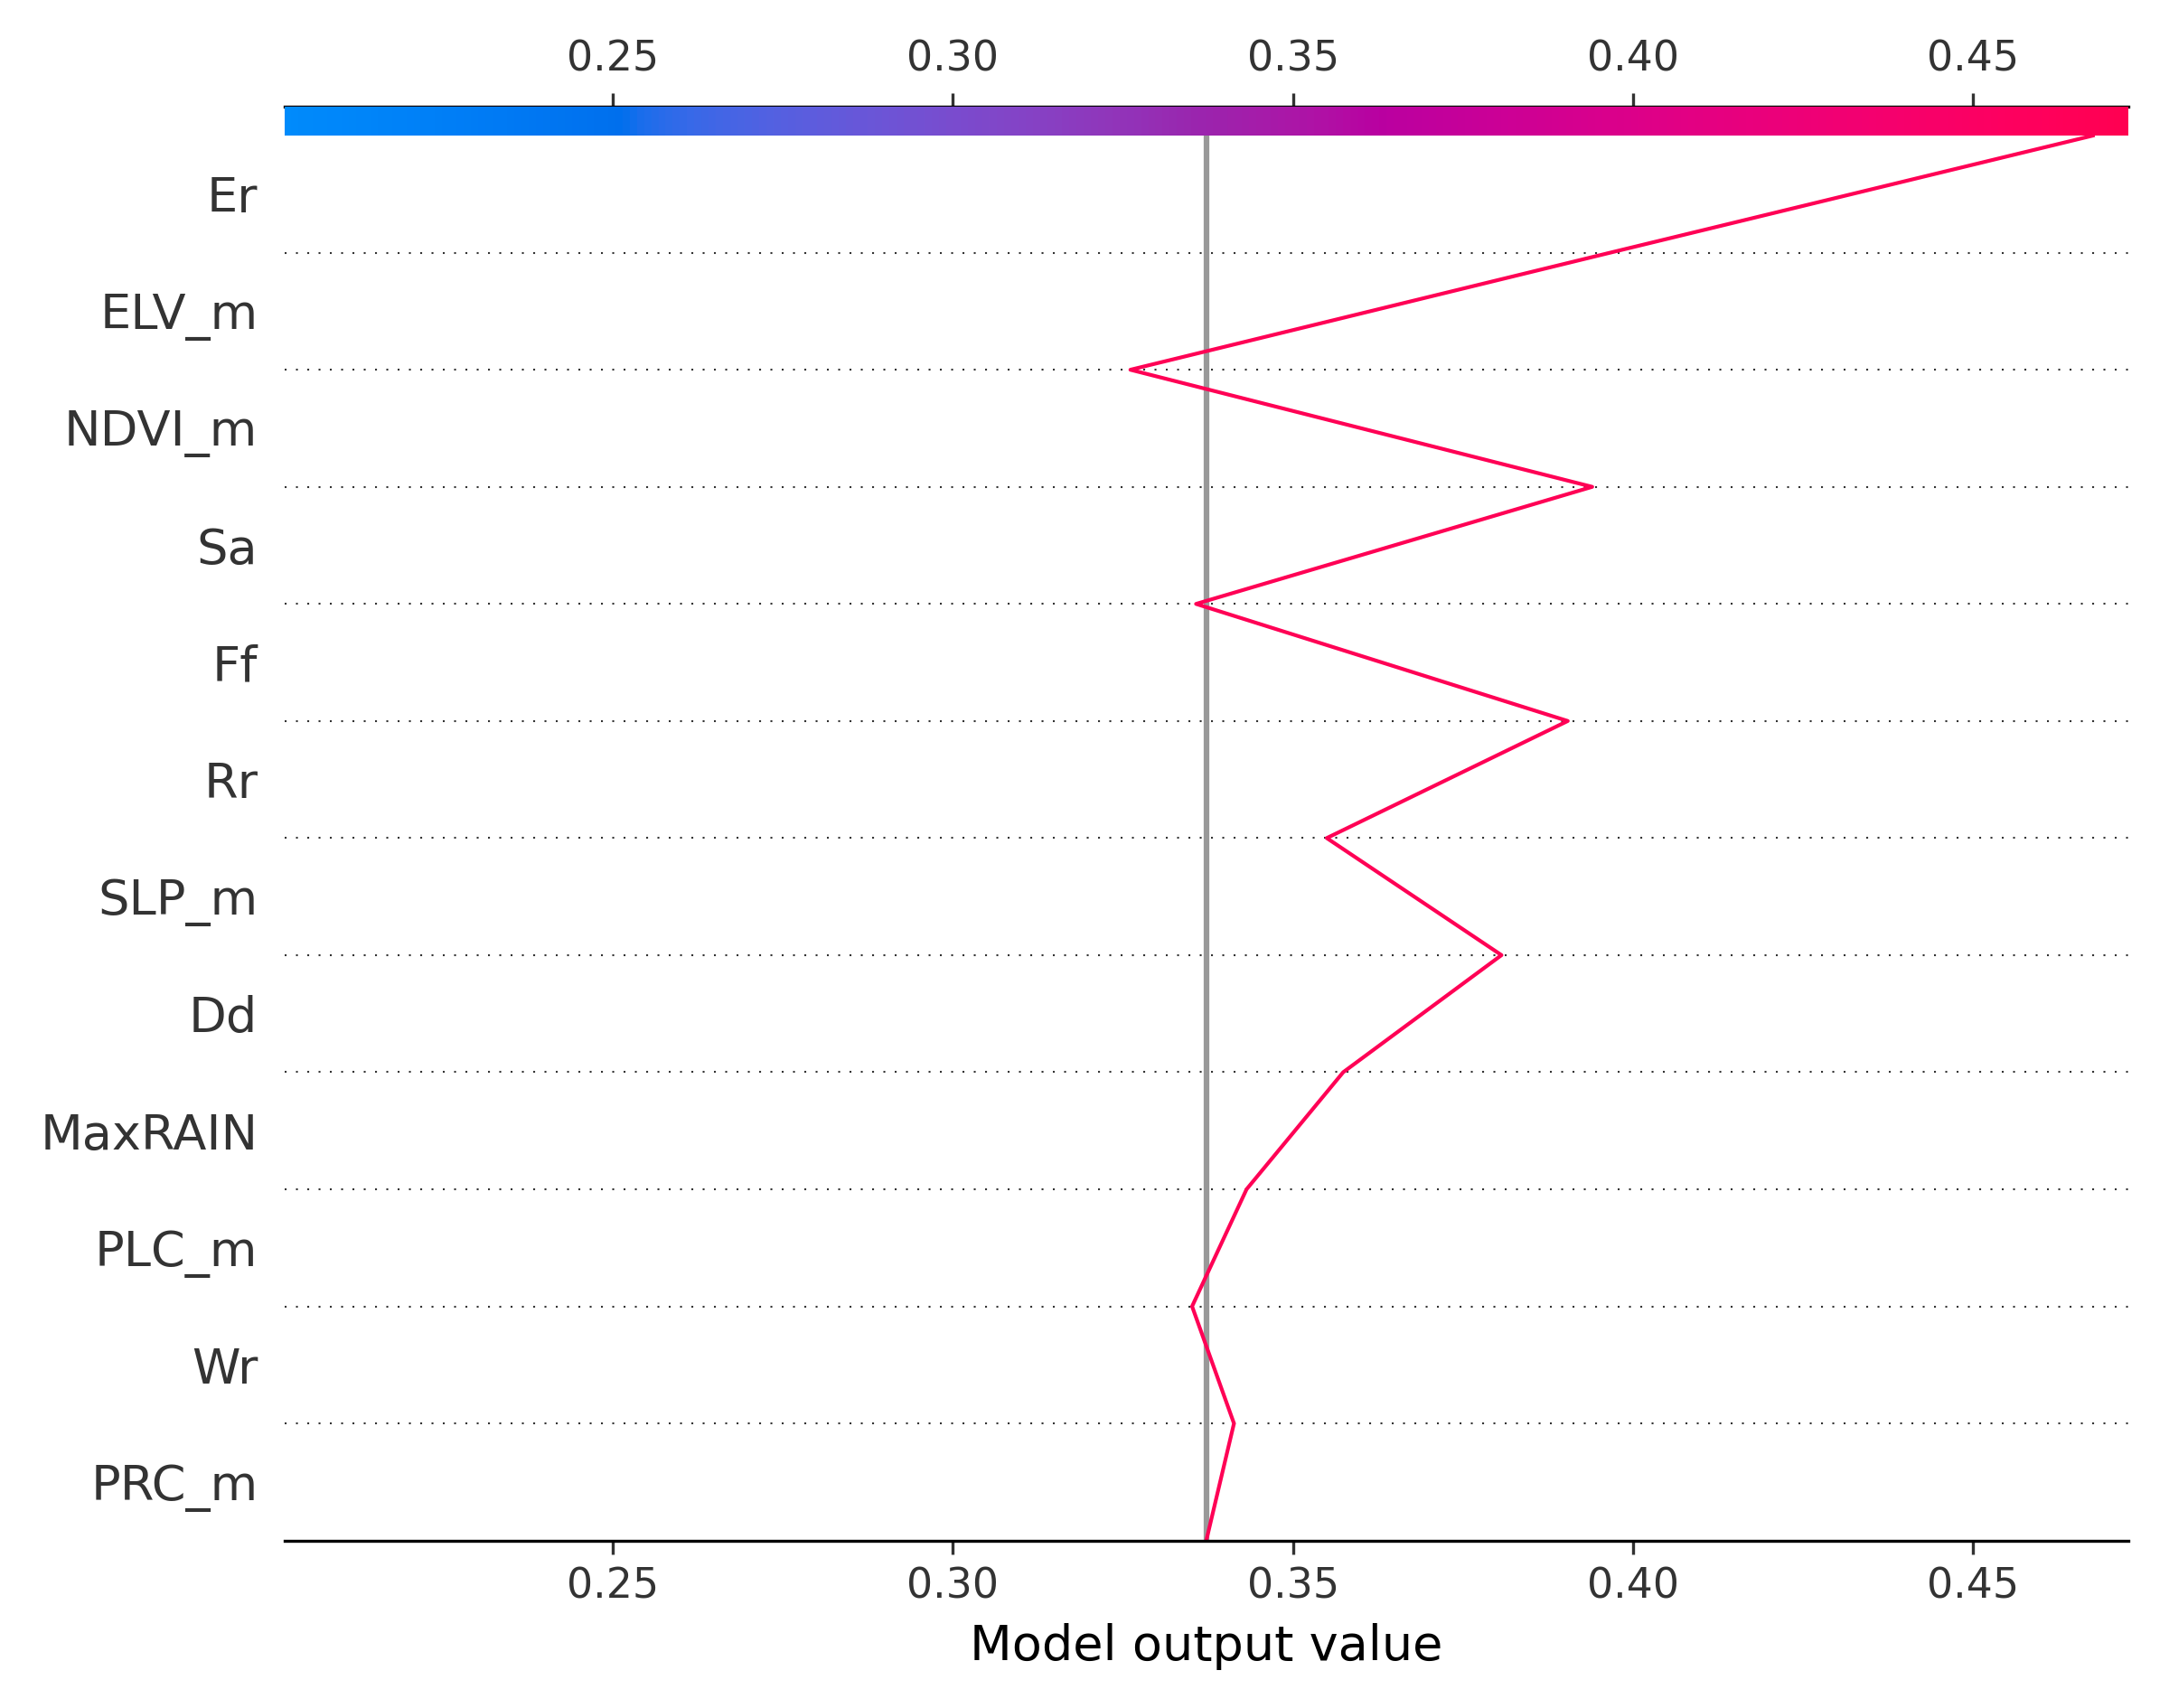 0.25 0.30 0.35 0.40 0.45
Er
ELV_m
NDVI_m
Sa
Ff
Rr
SLP_m
Dd
MaxRAIN
PLC_m
Wr
PRC_m
0.25 0.30 0.35 0.40 0.45
Model output value